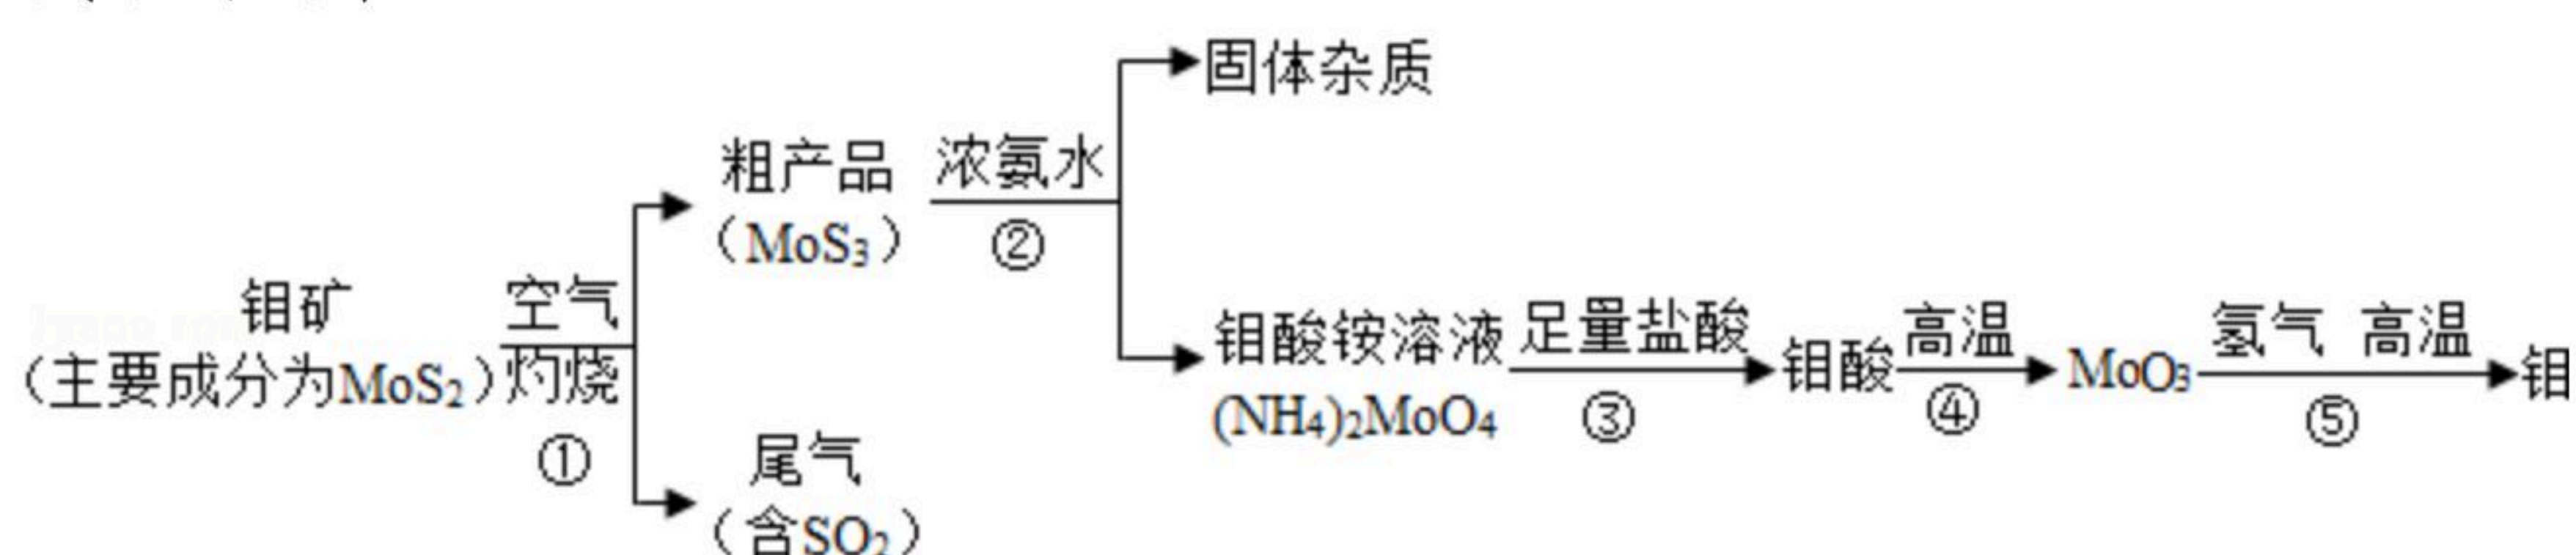 固体杂质
粗产品 浓氨水
（MoS₃） ②
钼矿 空气
（主要成分为MoS₂）灼烧
①
尾气
（含SO₂）
钼酸铵溶液 足量盐酸 钼酸 高温 MoO₃ 氢气 高温 钼
(NH₄)₂MoO₄ ③ ④ ⑤